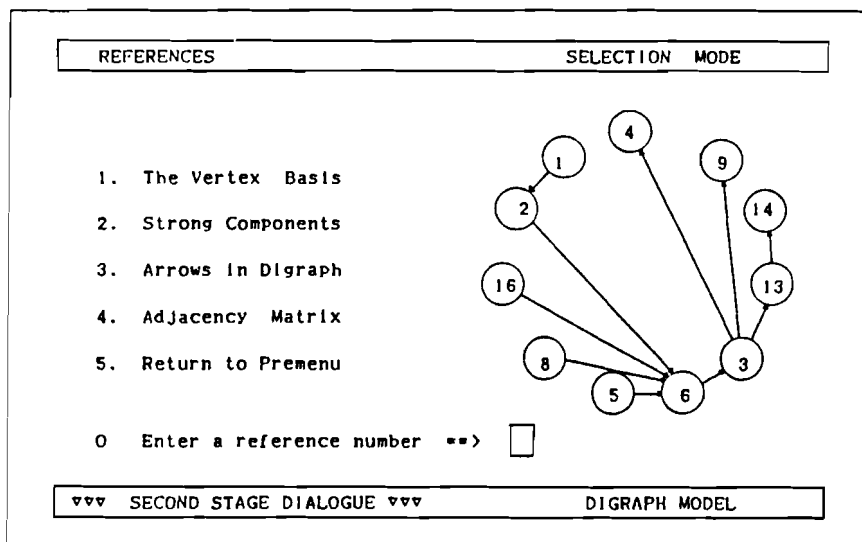 REFERENCES SELECTION MODE
1. The Vertex Basis
2. Strong Components
3. Arrows in Digraph
4. Adjacency Matrix
5. Return to Premenu
O Enter a reference number ==>
4
1
9
2
14
16
13
8
3
5
6
▽▽▽ SECOND STAGE DIALOGUE ▽▽▽ DIGRAPH MODEL